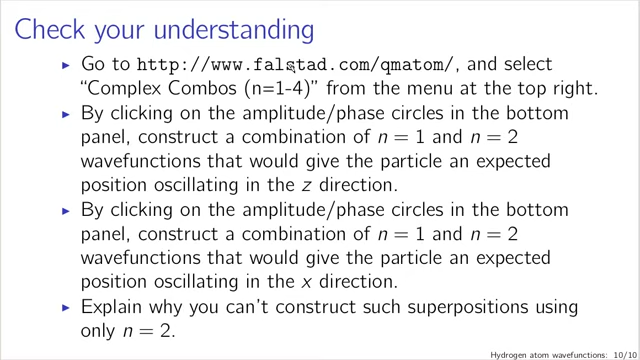 Check your understanding
▶ Go to http://www.falstad.com/qmatom/, and select
“Complex Combos (n=1-4)” from the menu at the top right.
▶ By clicking on the amplitude/phase circles in the bottom
panel, construct a combination of n = 1 and n = 2
wavefunctions that would give the particle an expected
position oscillating in the z direction.
▶ By clicking on the amplitude/phase circles in the bottom
panel, construct a combination of n = 1 and n = 2
wavefunctions that would give the particle an expected
position oscillating in the x direction.
▶ Explain why you can’t construct such superpositions using
only n = 2.
Hydrogen atom wavefunctions: 10/10